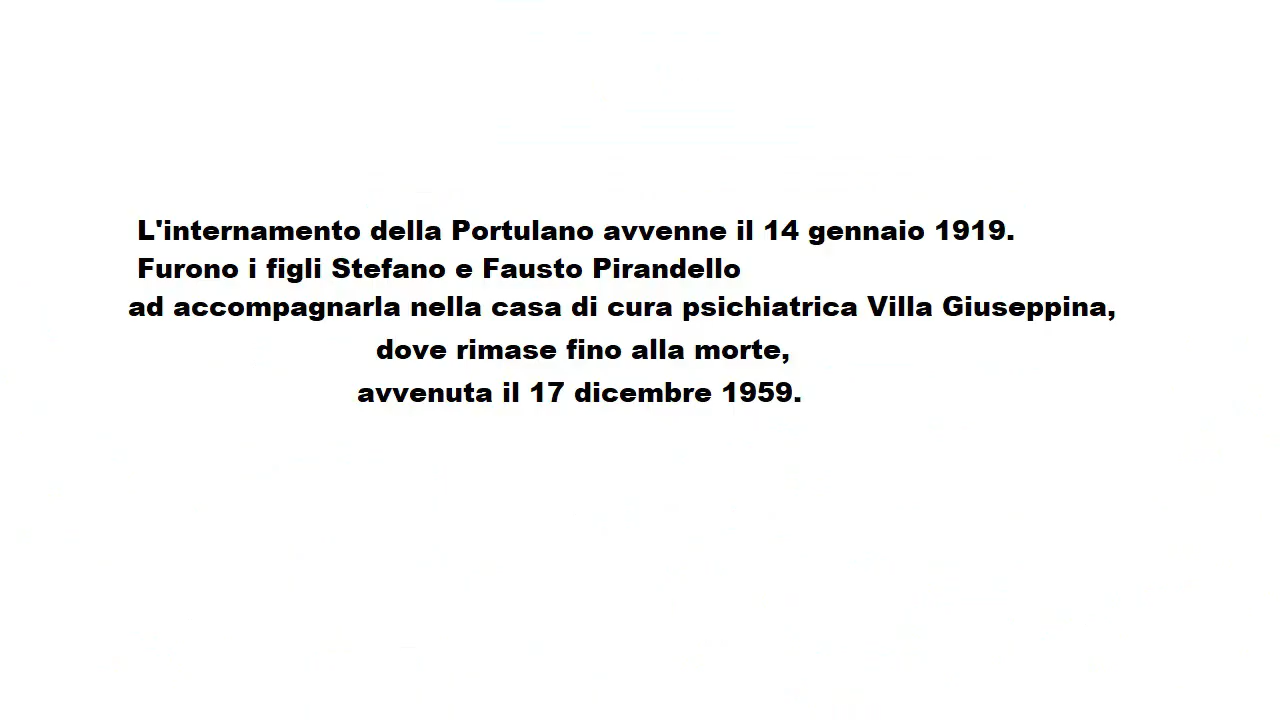 L'internamento della Portulano avvenne il 14 gennaio 1919.
Furono i figli Stefano e Fausto Pirandello
ad accompagnarla nella casa di cura psichiatrica Villa Giuseppina,
dove rimase fino alla morte,
avvenuta il 17 dicembre 1959.